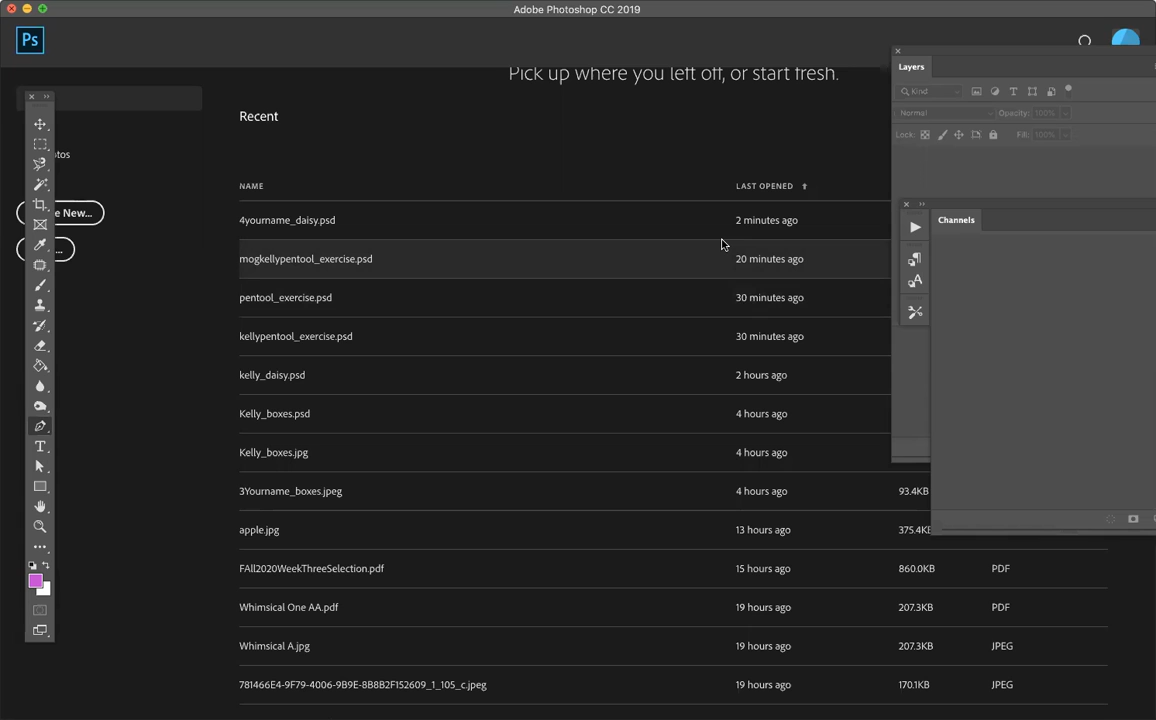 Adobe Photoshop CC 2019
Ps
Pick up where you left off, or start fresh.
Recent
otos
e New...
...
NAME LAST OPENED
4yourname_daisy.psd 2 minutes ago
mogkellypentool_exercise.psd 20 minutes ago
pentool_exercise.psd 30 minutes ago
kellypentool_exercise.psd 30 minutes ago
kelly_daisy.psd 2 hours ago
Kelly_boxes.psd 4 hours ago
Kelly_boxes.jpg 4 hours ago
3Yourname_boxes.jpeg 4 hours ago 93.4KB
apple.jpg 13 hours ago 375.4KB
FAll2020WeekThreeSelection.pdf 15 hours ago 860.0KB PDF
Whimsical One AA.pdf 19 hours ago 207.3KB PDF
Whimsical A.jpg 19 hours ago 207.3KB JPEG
781466E4-9F79-4006-9B9E-8B8B2F152609_1_105_c.jpeg 19 hours ago 170.1KB JPEG
Layers
Kind
Normal Opacity: 100%
Lock: Fill: 100%
Channels